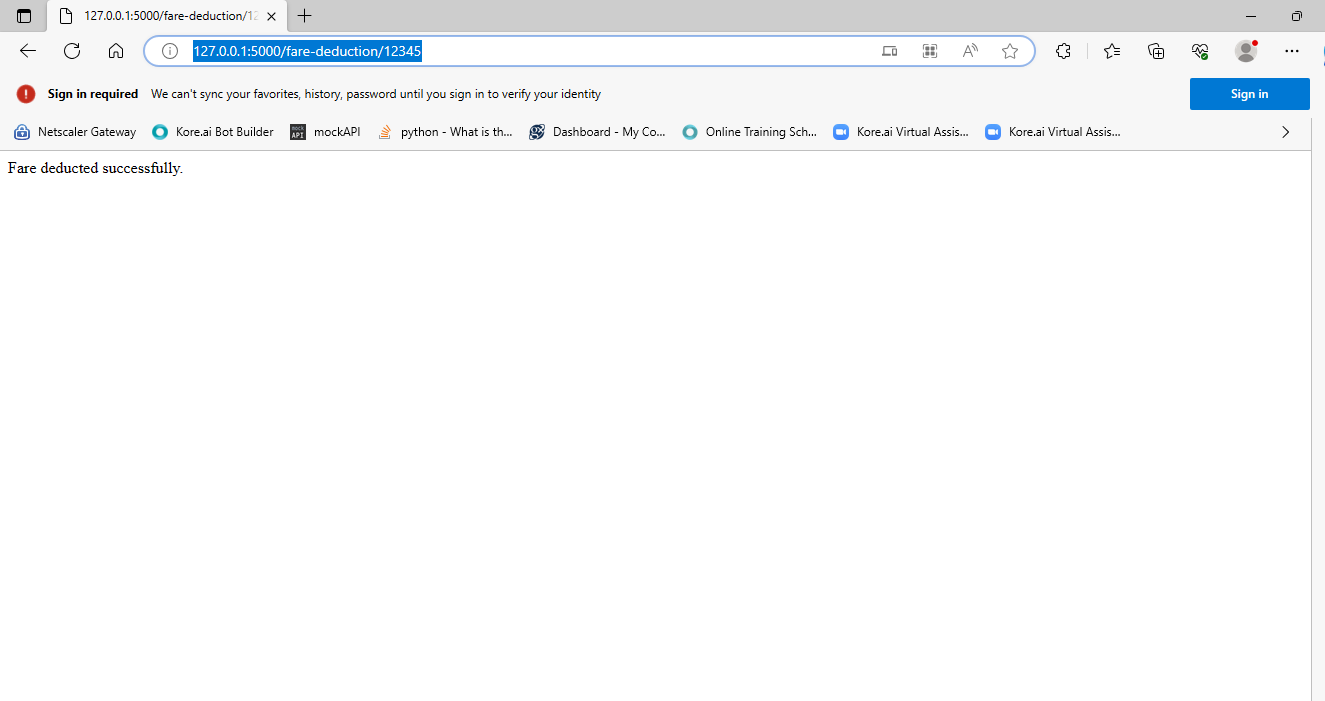 127.0.0.1:5000/fare-deduction/12
127.0.0.1:5000/fare-deduction/12345
Sign in required We can't sync your favorites, history, password until you sign in to verify your identity Sign in
Netscaler Gateway Kore.ai Bot Builder mock API mockAPI python - What is th... Dashboard - My Co... Online Training Sch... Kore.ai Virtual Assis... Kore.ai Virtual Assis...
Fare deducted successfully.